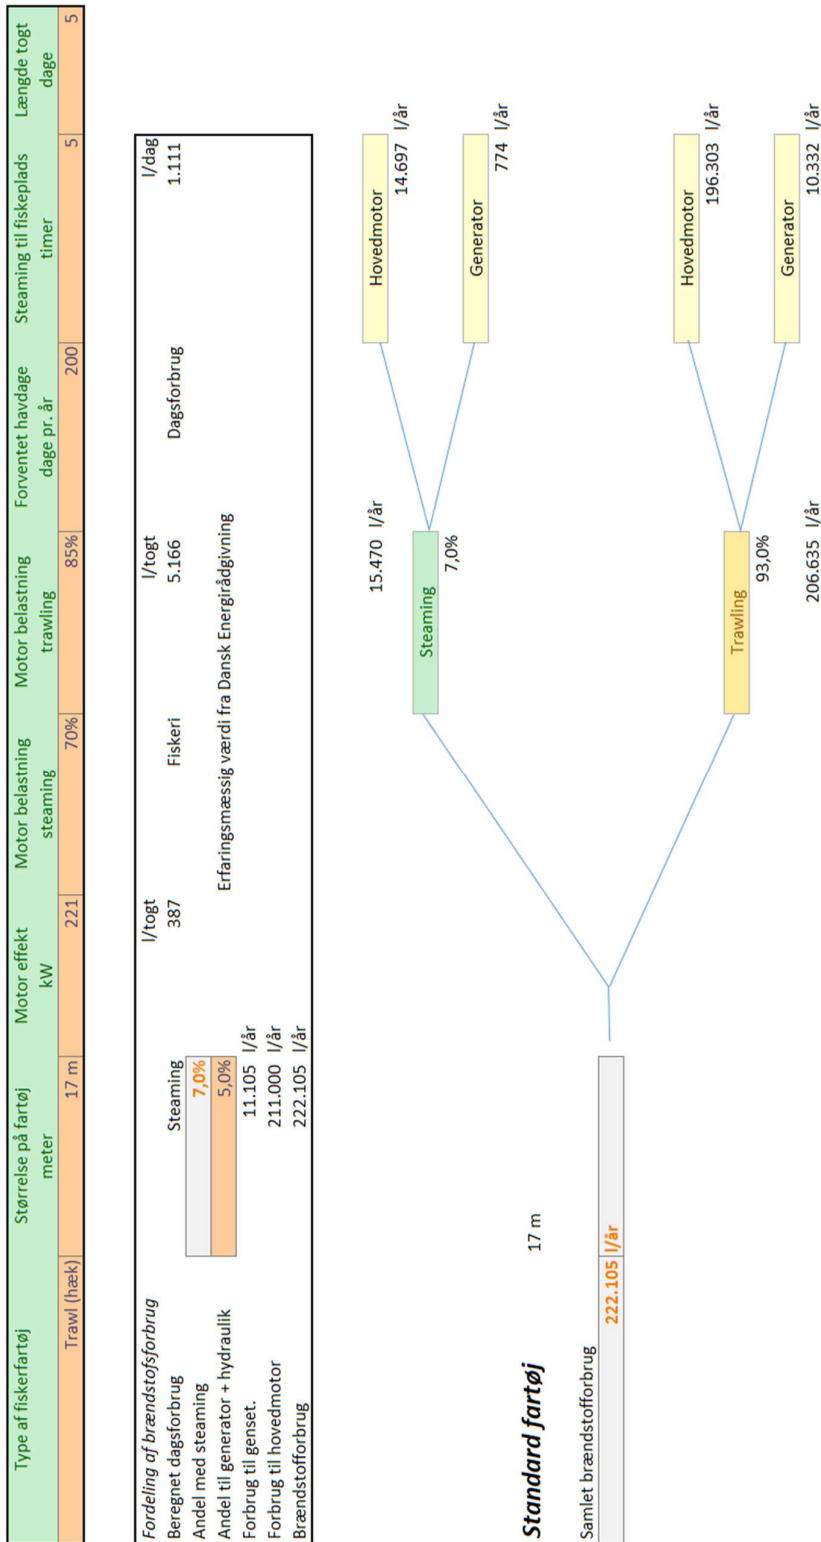 Type af fiskerfartøj Størrelse på fartøj Motor effekt Motor belastning Motor belastning Forventet havdage Steaming til fiskeplads Længde togt
meter kW steaming trawling dage pr. år timer dage
Trawl (hæk) 17 m 221 70% 85% 200 5 5
Fordeling af brændstofsforbrug l/togt l/togt l/dag
Beregnet dagsforbrug Steaming 387 Fiskeri 5.166 Dagsforbrug 1.111
Andel med steaming 7,0%
Andel til generator + hydraulik 5,0% Erfaringsmæssig værdi fra Dansk Energirådgivning
Forbrug til genset. 11.105 l/år
Forbrug til hovedmotor 211.000 l/år
Brændstofforbrug 222.105 l/år
15.470 l/år Hovedmotor
14.697 l/år
Steaming
7,0% Generator
774 l/år
Standard fartøj 17 m
Samlet brændstofforbrug
222.105 l/år
Hovedmotor
196.303 l/år
Trawling
93,0% Generator
206.635 l/år 10.332 l/år